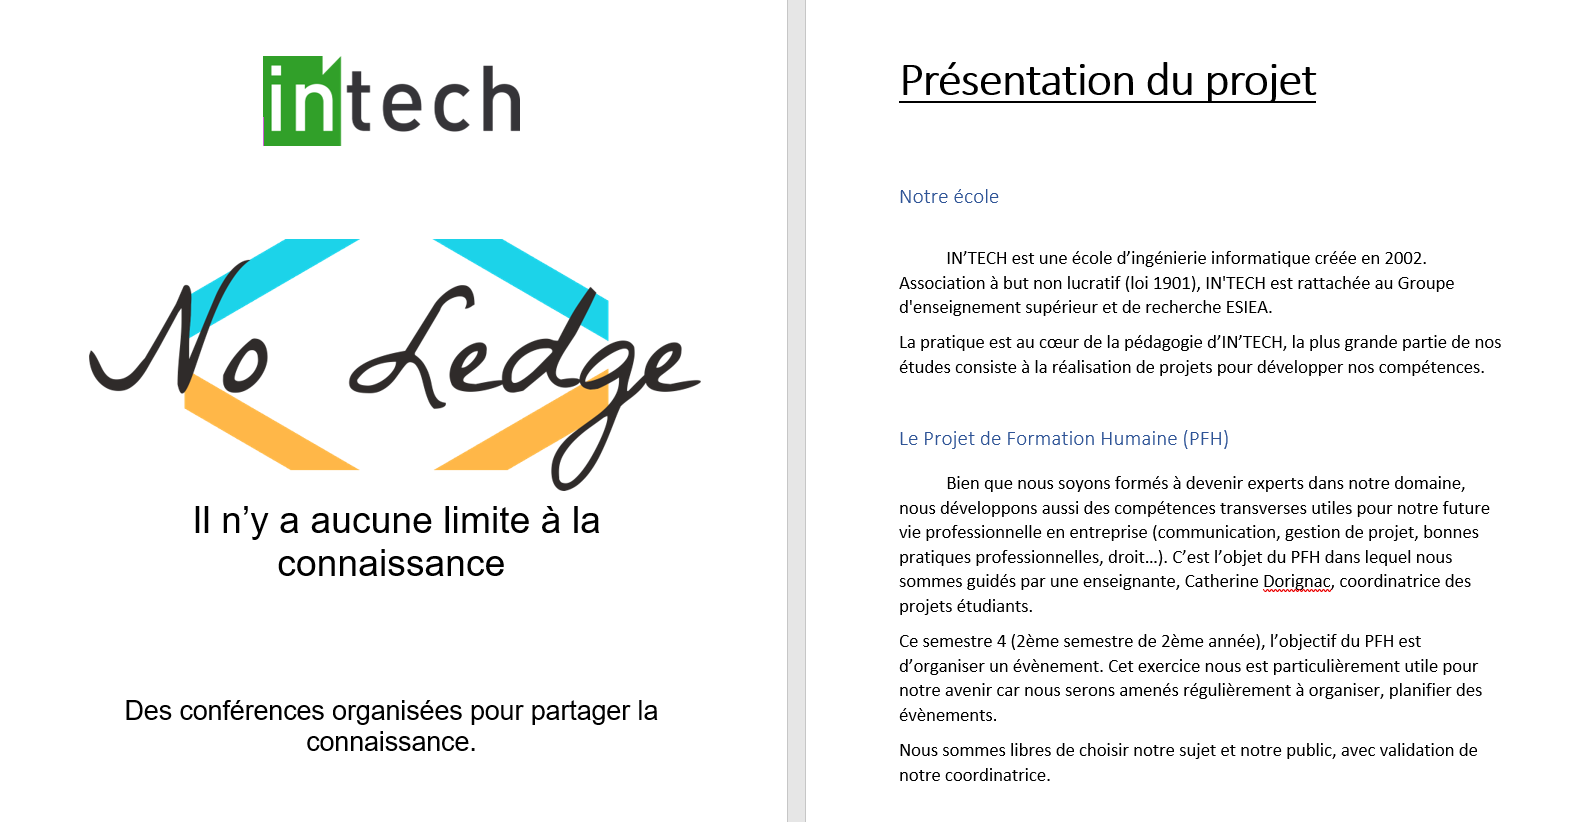 in'tech
No Ledge
Il n’y a aucune limite à la
connaissance
Des conférences organisées pour partager la
connaissance.
Présentation du projet
Notre école
IN’TECH est une école d’ingénierie informatique créée en 2002.
Association à but non lucratif (loi 1901), IN'TECH est rattachée au Groupe
d'enseignement supérieur et de recherche ESIEA.
La pratique est au cœur de la pédagogie d’IN’TECH, la plus grande partie de nos
études consiste à la réalisation de projets pour développer nos compétences.
Le Projet de Formation Humaine (PFH)
Bien que nous soyons formés à devenir experts dans notre domaine,
nous développons aussi des compétences transverses utiles pour notre future
vie professionnelle en entreprise (communication, gestion de projet, bonnes
pratiques professionnelles, droit…). C’est l’objet du PFH dans lequel nous
sommes guidés par une enseignante, Catherine Dorignac, coordinatrice des
projets étudiants.
Ce semestre 4 (2ème semestre de 2ème année), l’objectif du PFH est
d’organiser un évènement. Cet exercice nous est particulièrement utile pour
notre avenir car nous serons amenés régulièrement à organiser, planifier des
évènements.
Nous sommes libres de choisir notre sujet et notre public, avec validation de
notre coordinatrice.